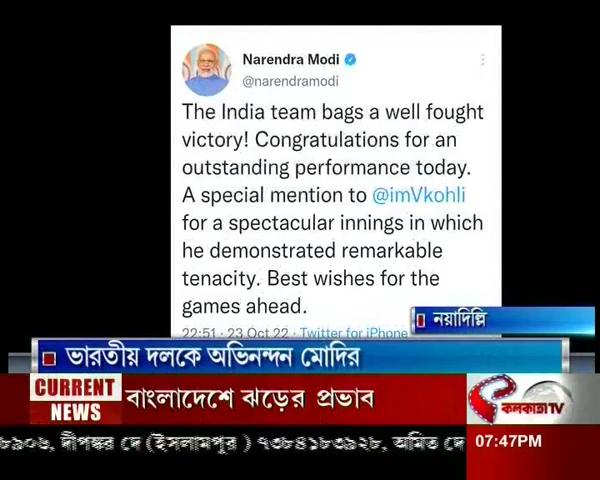 Narendra Modi
@narendramodi
The India team bags a well fought
victory! Congratulations for an
outstanding performance today.
A special mention to @imVkohli
for a spectacular innings in which
he demonstrated remarkable
tenacity. Best wishes for the
games ahead.
22:51 · 23 Oct 22 · Twitter for iPhone
নয়াদিল্লি
ভারতীয় দলকে অভিনন্দন মোদির
CURRENT
NEWS
বাংলাদেশে ঝড়ের প্রভাব
কলকাতা TV
৮৯০৬, দীপঙ্কর দে (ইসলামপুর) ৭৩৮৪১৮৩৯২৮, অমিত দে
07:47PM